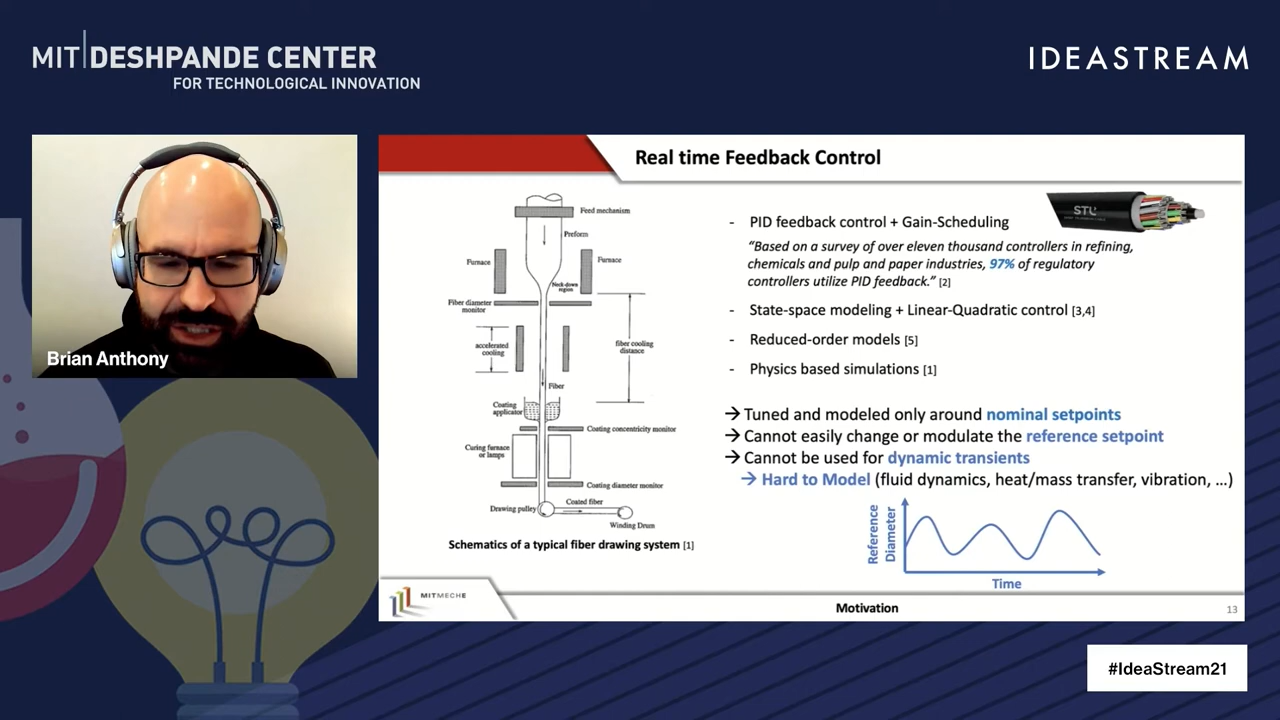 MIT DESHPANDE CENTER
FOR TECHNOLOGICAL INNOVATION
IDEASTREAM
Brian Anthony
Real time Feedback Control
Feed mechanism
Preform
Furnace
Furnace
Neck-down
region
Fiber diameter
monitor
accelerated
cooling
fiber cooling
distance
Fiber
Coating
applicator
Coating concentricity monitor
Curing furnace
or lamps
Coating diameter monitor
Coated fiber
Drawing pulley
Winding Drum
Schematics of a typical fiber drawing system [1]
- PID feedback control + Gain-Scheduling
"Based on a survey of over eleven thousand controllers in refining,
chemicals and pulp and paper industries, 97% of regulatory
controllers utilize PID feedback." [2]
- State-space modeling + Linear-Quadratic control [3,4]
- Reduced-order models [5]
- Physics based simulations [1]
→ Tuned and modeled only around nominal setpoints
→ Cannot easily change or modulate the reference setpoint
→ Cannot be used for dynamic transients
→ Hard to Model (fluid dynamics, heat/mass transfer, vibration, ...)
STL
Reference
Diameter
Time
MITMECHE
Motivation
13
#IdeaStream21